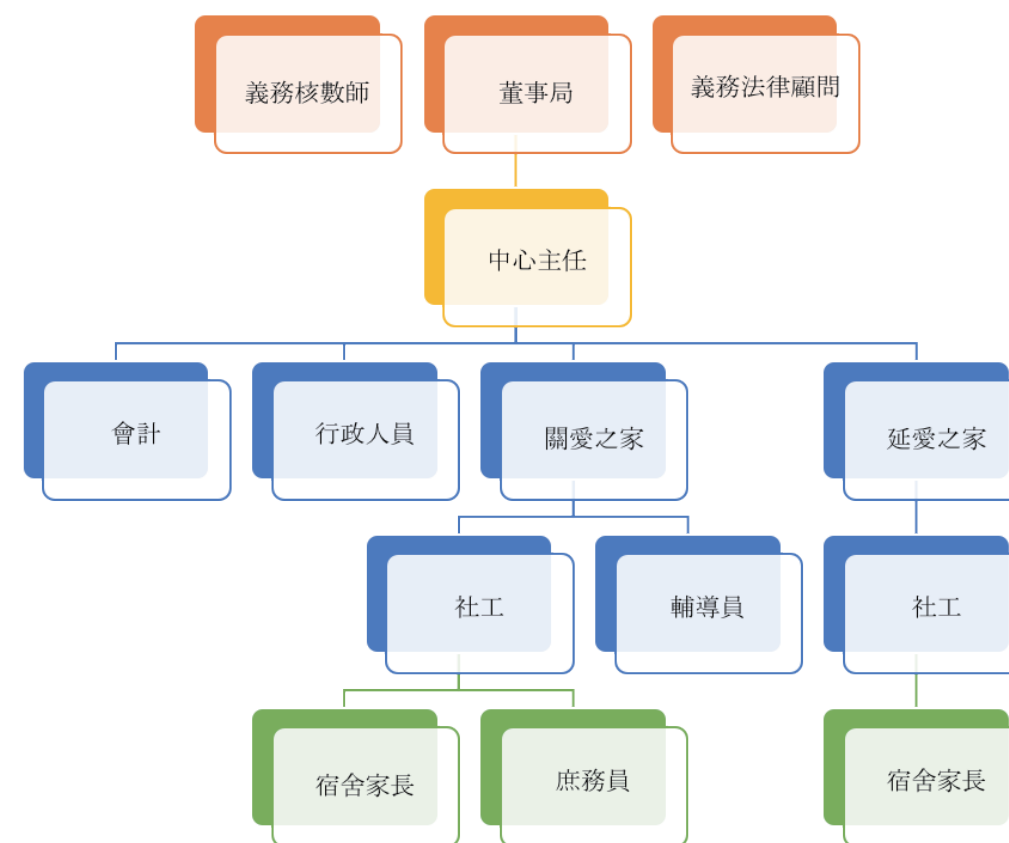 義務核數師
董事局
義務法律顧問
中心主任
會計
行政人員
關愛之家
延愛之家
社工
輔導員
社工
宿舍家長
庶務員
宿舍家長